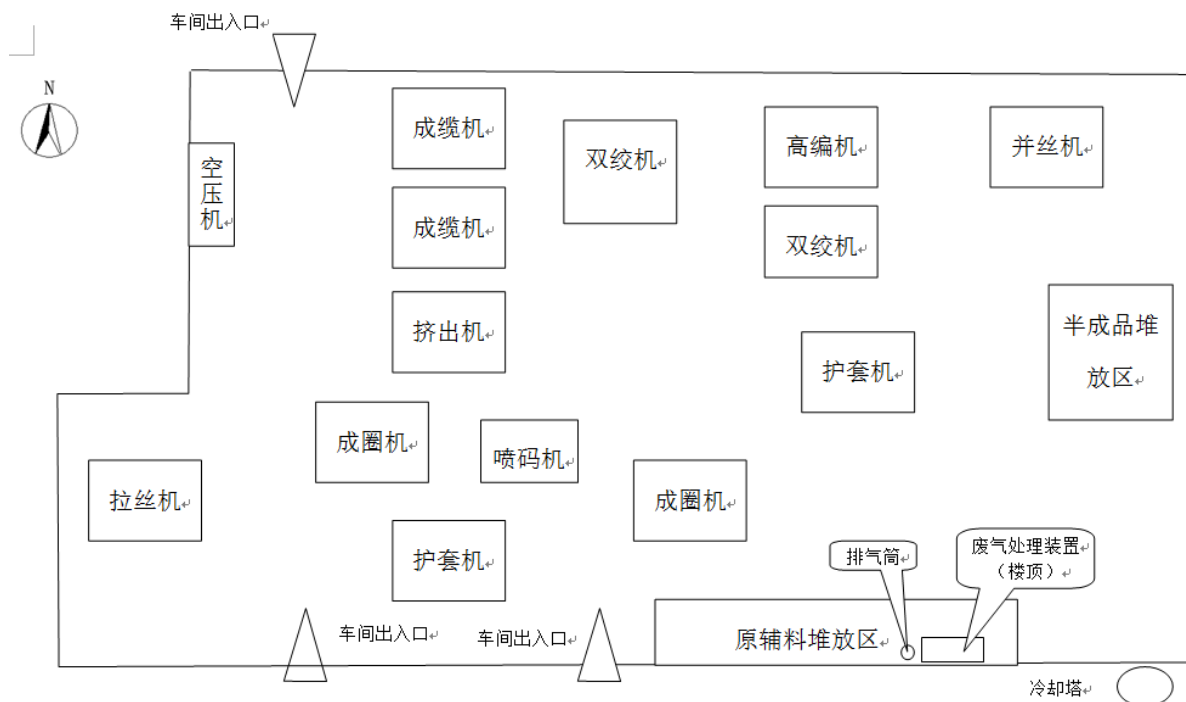 车间出入口
N
成缆机
双绞机
高编机
并丝机
空
压
机
成缆机
双绞机
挤出机
半成品堆
放区
护套机
成圈机
喷码机
拉丝机
成圈机
护套机
排气筒
废气处理装置
（楼顶）
车间出入口
车间出入口
原辅料堆放区
冷却塔